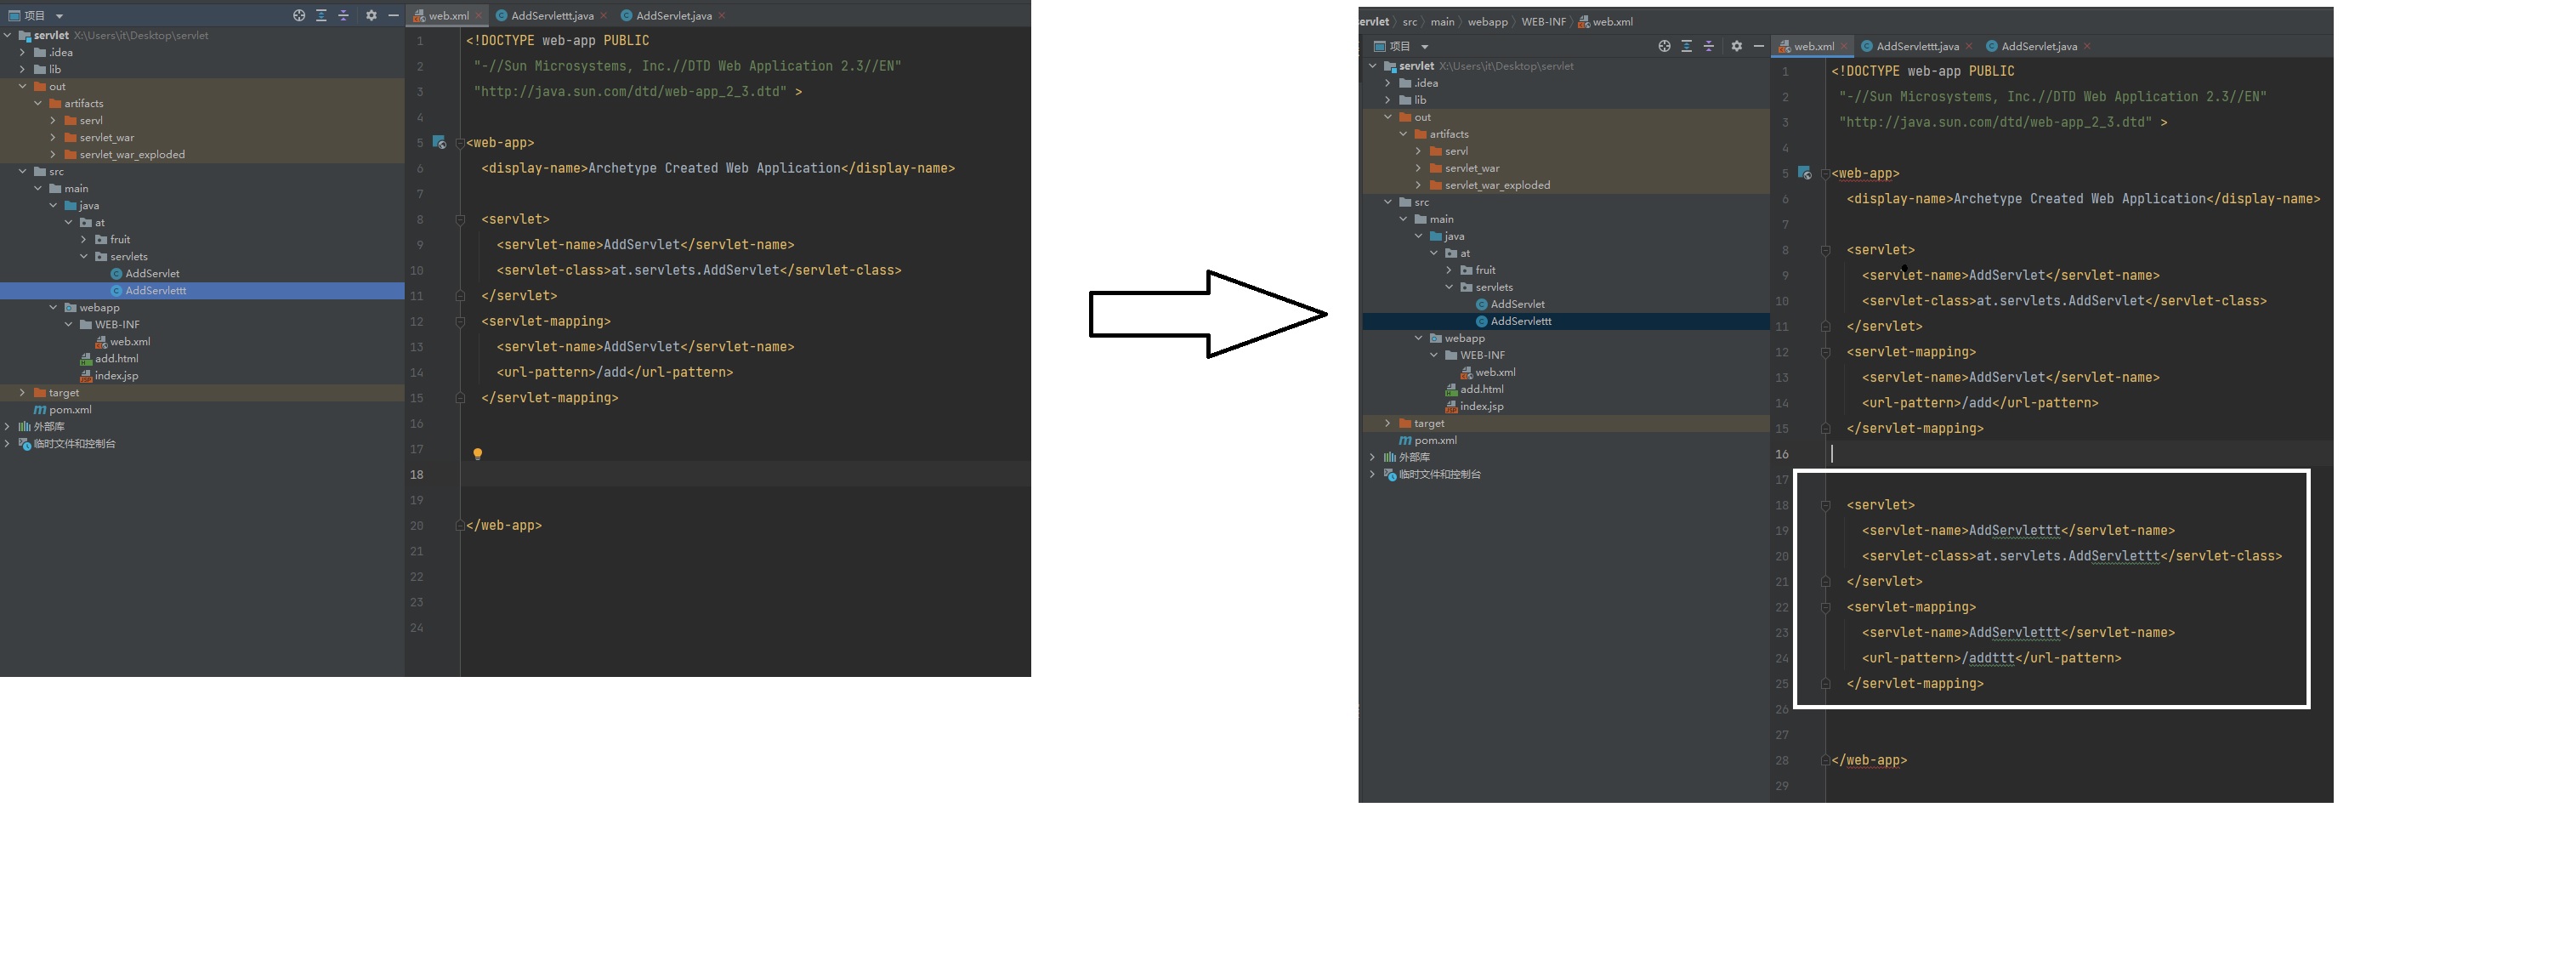 项目
web.xml AddServlettt.java AddServlet.java
servlet X:\Users\it\Desktop\servlet
.idea
lib
out
artifacts
servl
servlet_war
servlet_war_exploded
src
main
java
at
fruit
servlets
AddServlet
AddServlettt
webapp
WEB-INF
web.xml
add.html
index.jsp
target
pom.xml
外部库
临时文件和控制台
1 <!DOCTYPE web-app PUBLIC
2 "-//Sun Microsystems, Inc.//DTD Web Application 2.3//EN"
3 "http://java.sun.com/dtd/web-app_2_3.dtd" >
4
5 <web-app>
6 <display-name>Archetype Created Web Application</display-name>
7
8 <servlet>
9 <servlet-name>AddServlet</servlet-name>
10 <servlet-class>at.servlets.AddServlet</servlet-class>
11 </servlet>
12 <servlet-mapping>
13 <servlet-name>AddServlet</servlet-name>
14 <url-pattern>/add</url-pattern>
15 </servlet-mapping>
16
17
18
19
20 </web-app>
21
22
23
24
servlet src main webapp WEB-INF web.xml
项目
web.xml AddServlettt.java AddServlet.java
servlet X:\Users\it\Desktop\servlet
.idea
lib
out
artifacts
servl
servlet_war
servlet_war_exploded
src
main
java
at
fruit
servlets
AddServlet
AddServlettt
webapp
WEB-INF
web.xml
add.html
index.jsp
target
pom.xml
外部库
临时文件和控制台
1 <!DOCTYPE web-app PUBLIC
2 "-//Sun Microsystems, Inc.//DTD Web Application 2.3//EN"
3 "http://java.sun.com/dtd/web-app_2_3.dtd" >
4
5 <web-app>
6 <display-name>Archetype Created Web Application</display-name>
7
8 <servlet>
9 <servlet-name>AddServlet</servlet-name>
10 <servlet-class>at.servlets.AddServlet</servlet-class>
11 </servlet>
12 <servlet-mapping>
13 <servlet-name>AddServlet</servlet-name>
14 <url-pattern>/add</url-pattern>
15 </servlet-mapping>
16
17
18 <servlet>
19 <servlet-name>AddServlettt</servlet-name>
20 <servlet-class>at.servlets.AddServlettt</servlet-class>
21 </servlet>
22 <servlet-mapping>
23 <servlet-name>AddServlettt</servlet-name>
24 <url-pattern>/addttt</url-pattern>
25 </servlet-mapping>
26
27
28 </web-app>
29